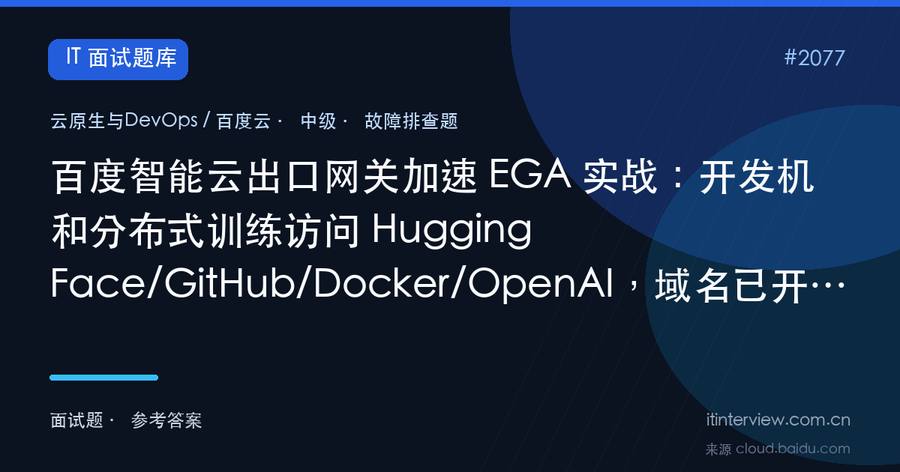 IT 面试题库
#2077
云原生与DevOps / 百度云 · 中级 · 故障排查题
百度智能云出口网关加速 EGA 实战：开发机
和分布式训练访问 Hugging
Face/GitHub/Docker/OpenAI，域名已开…
面试题 · 参考答案
itinterview.com.cn
来源 cloud.baidu.com